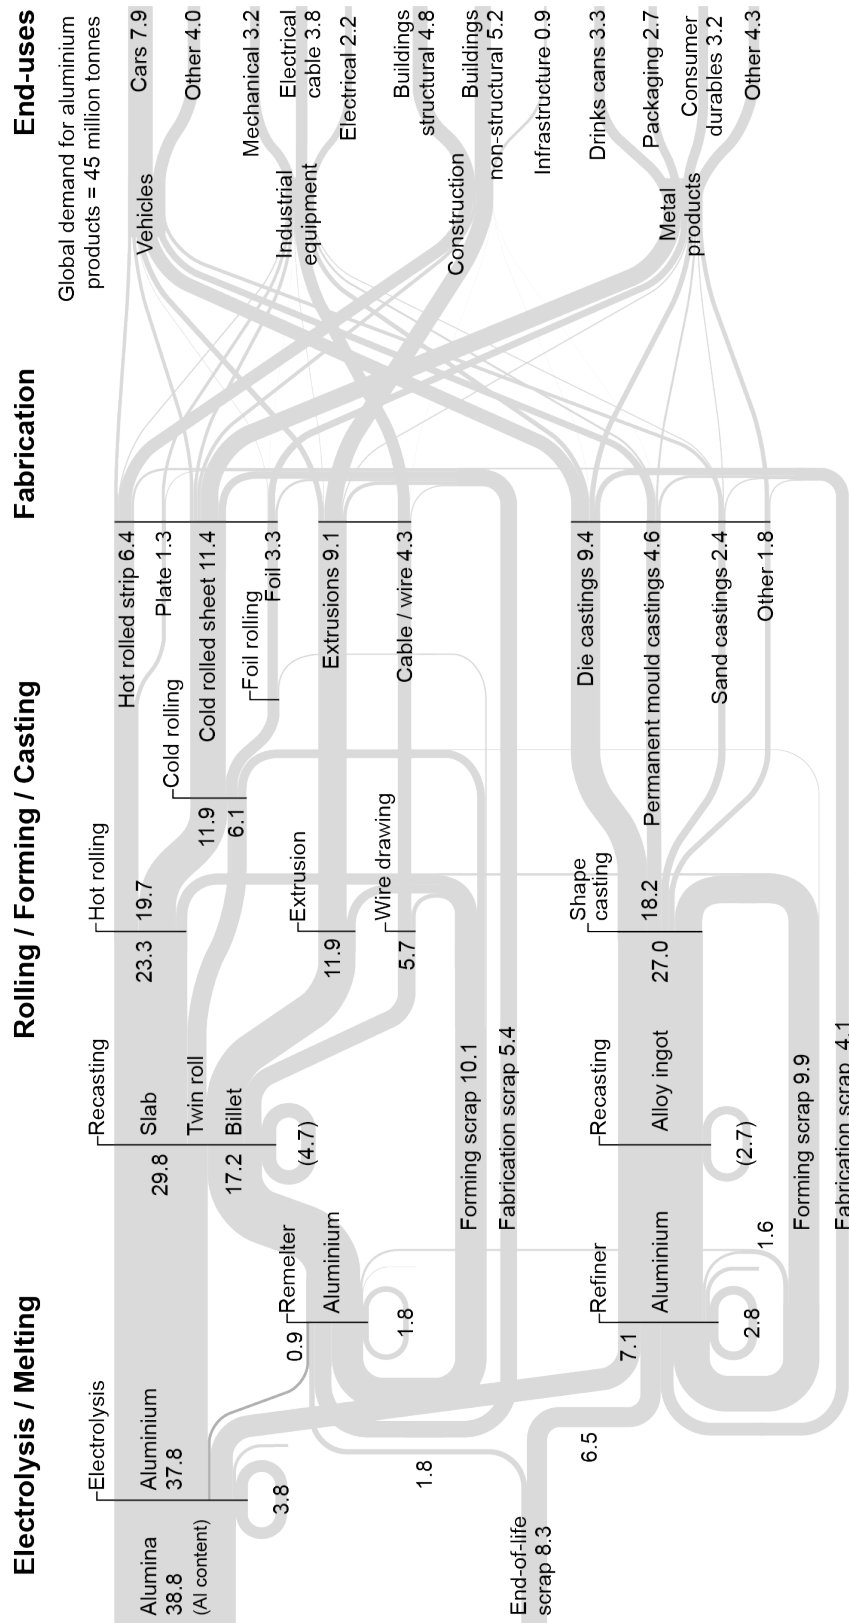 Electrolysis / Melting
Rolling / Forming / Casting
Fabrication
End-uses
Global demand for aluminium
products = 45 million tonnes
Alumina
38.8
(Al content)
Electrolysis
Aluminium
37.8
3.8
End-of-life
scrap 8.3
1.8
6.5
0.9
Remelter
Aluminium
1.8
7.1
Refiner
Aluminium
2.8
1.6
Recasting
29.8
Slab
Twin roll
17.2
Billet
(4.7)
Forming scrap 10.1
Fabrication scrap 5.4
Recasting
Alloy ingot
(2.7)
Forming scrap 9.9
Fabrication scrap 4.1
Hot rolling
23.3
19.7
Cold rolling
11.9
6.1
Foil rolling
Extrusion
11.9
Wire drawing
5.7
Shape
casting
27.0
18.2
Hot rolled strip 6.4
Plate 1.3
Cold rolled sheet 11.4
Foil 3.3
Extrusions 9.1
Cable / wire 4.3
Die castings 9.4
Permanent mould castings 4.6
Sand castings 2.4
Other 1.8
Vehicles
Industrial
equipment
Construction
Metal
products
Cars 7.9
Other 4.0
Mechanical 3.2
Electrical
cable 3.8
Electrical 2.2
Buildings
structural 4.8
Buildings
non-structural 5.2
Infrastructure 0.9
Drinks cans 3.3
Packaging 2.7
Consumer
durables 3.2
Other 4.3